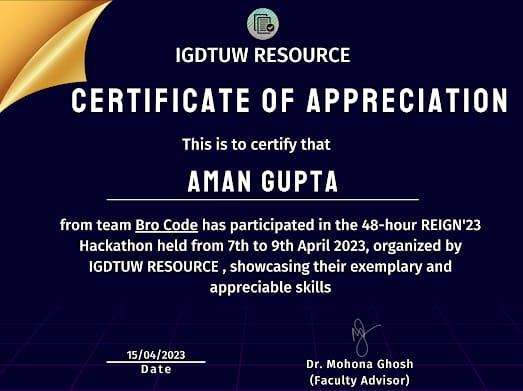 IGDTUW RESOURCE
CERTIFICATE OF APPRECIATION
This is to certify that
AMAN GUPTA
from team Bro Code has participated in the 48-hour REIGN'23
Hackathon held from 7th to 9th April 2023, organized by
IGDTUW RESOURCE , showcasing their exemplary and
appreciable skills
15/04/2023
Date
Dr. Mohona Ghosh
(Faculty Advisor)